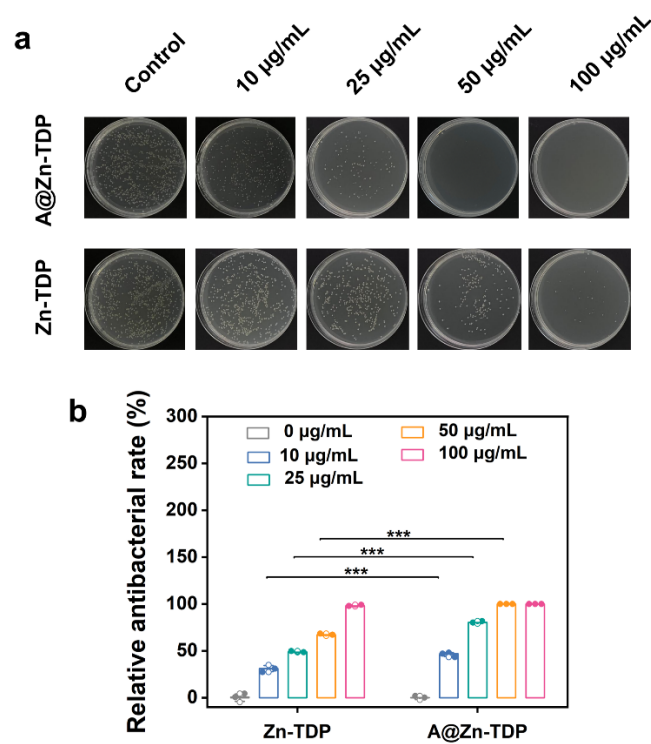 a
Control
10 μg/mL
25 μg/mL
50 μg/mL
100 μg/mL
A@Zn-TDP
Zn-TDP
b
Relative antibacterial rate (%)
300
250
200
150
100
50
0
0 μg/mL
50 μg/mL
10 μg/mL
100 μg/mL
25 μg/mL
***
***
***
Zn-TDP
A@Zn-TDP